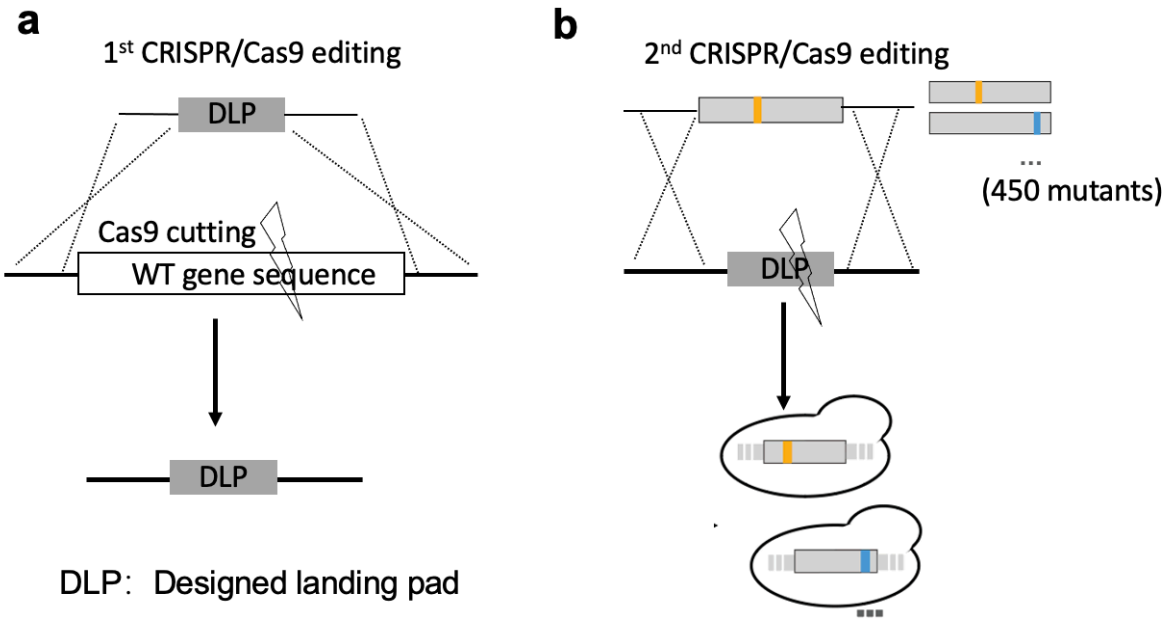 a
1st CRISPR/Cas9 editing
DLP
Cas9 cutting
WT gene sequence
DLP
DLP: Designed landing pad
b
2nd CRISPR/Cas9 editing
...
(450 mutants)
DLP
...